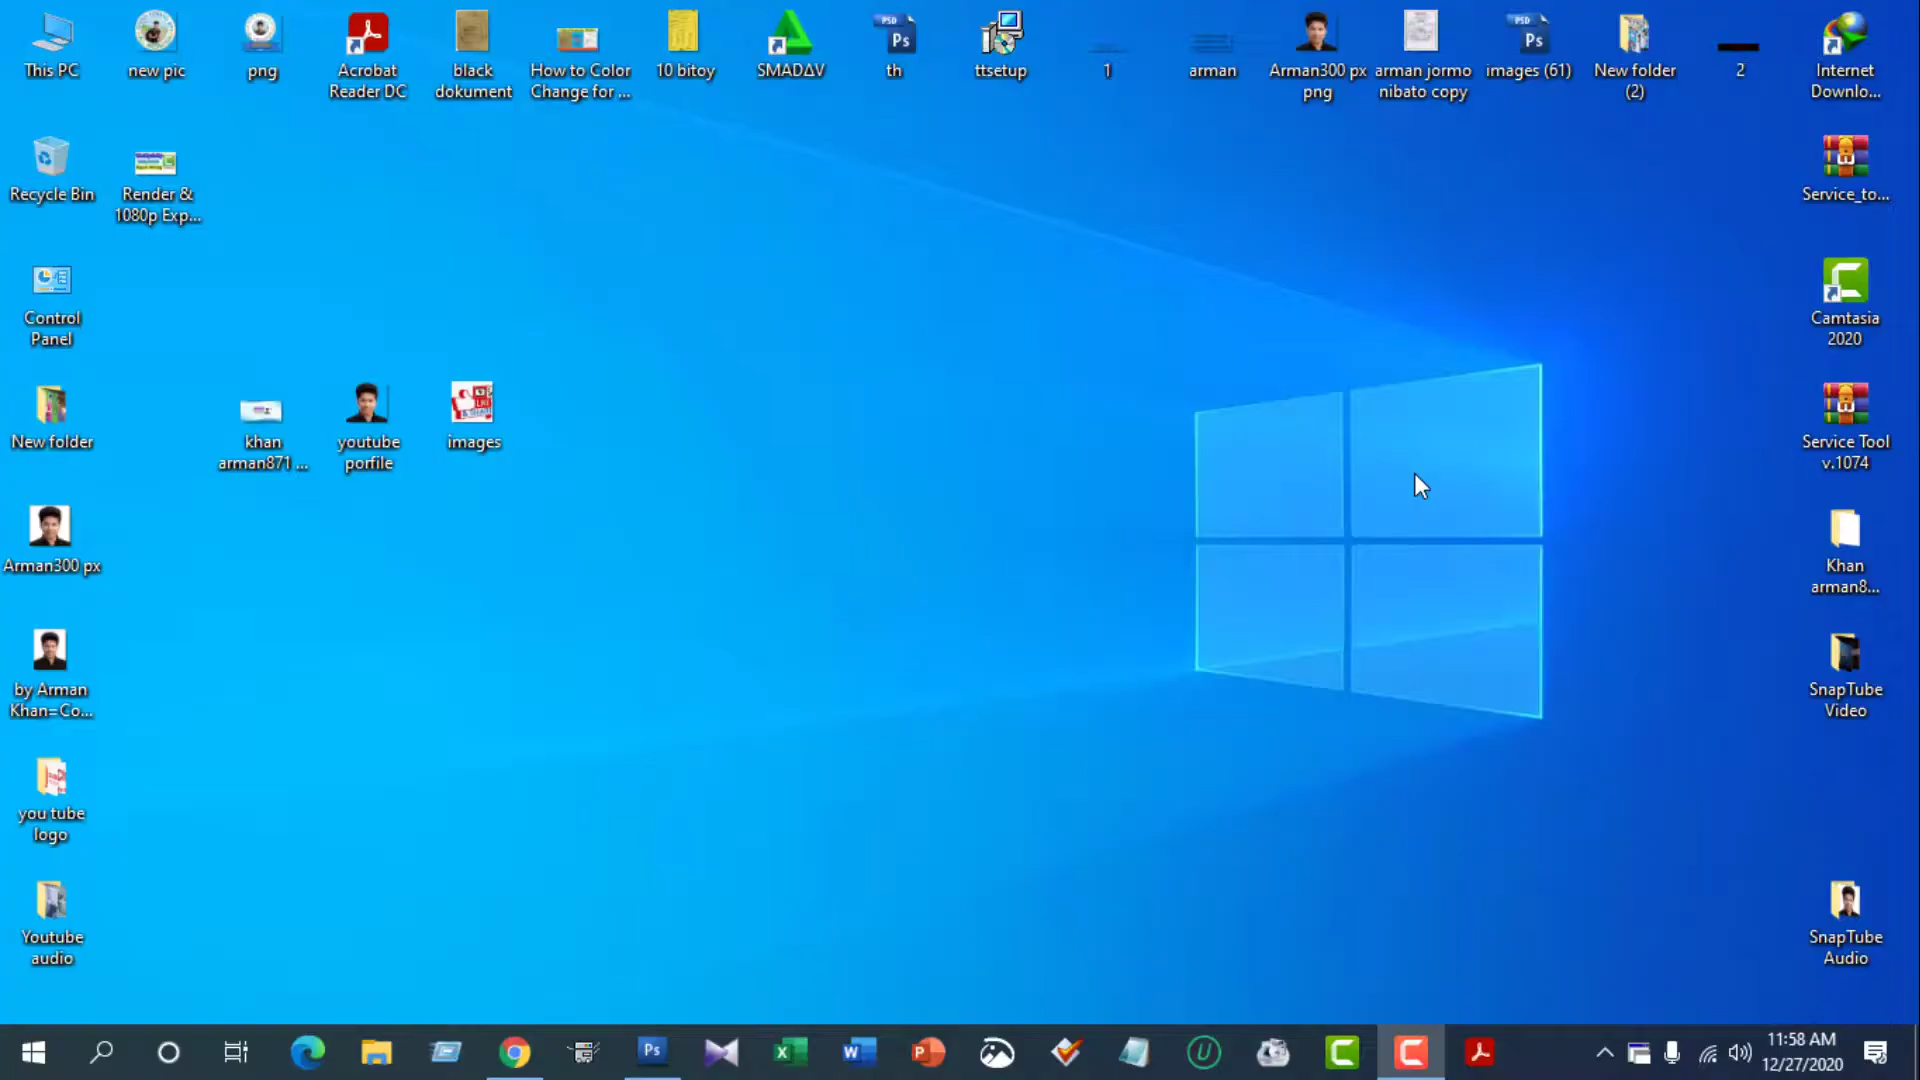 This PC
new pic
png
Acrobat
Reader DC
black
dokument
How to Color
Change for ...
10 bitoy
SMADΔV
th
ttsetup
1
arman
Arman300 px
png
arman jormo
nibato copy
images (61)
New folder
(2)
2
Internet
Downlo...
Recycle Bin
Render &
1080p Exp...
Service_to...
Control
Panel
Camtasia
2020
New folder
khan
arman871 ...
youtube
porfile
images
Service Tool
v.1074
Arman300 px
Khan
arman8...
by Arman
Khan=Co...
SnapTube
Video
you tube
logo
Youtube
audio
SnapTube
Audio
11:58 AM
12/27/2020